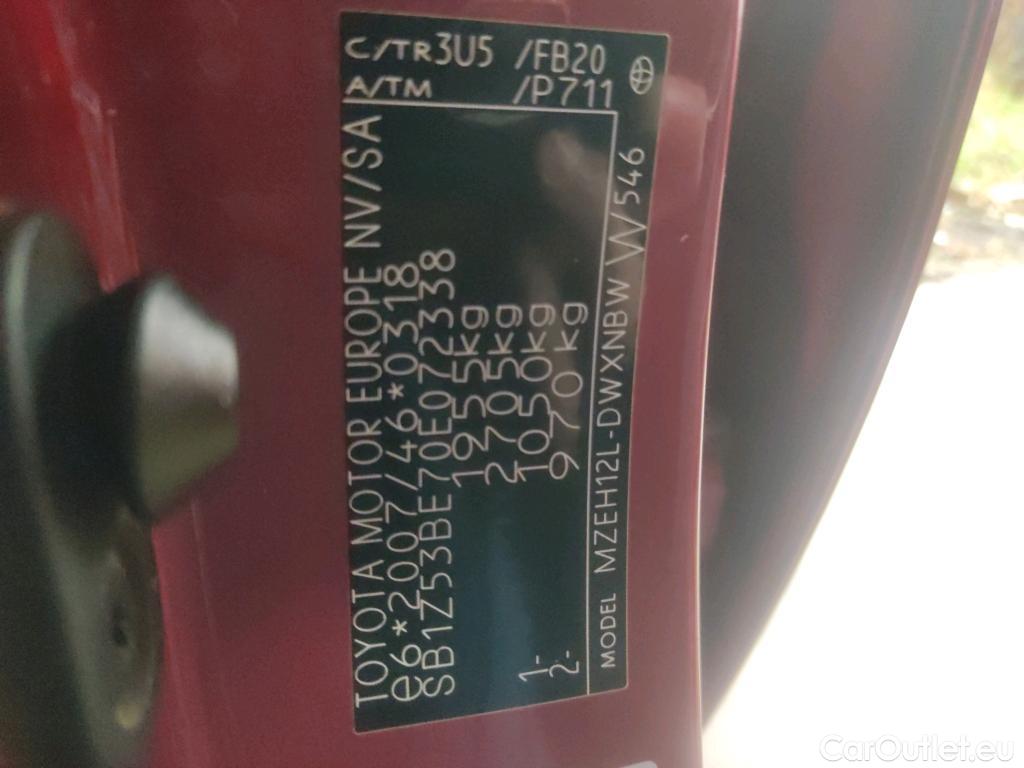 TOYOTA MOTOR EUROPE NV/SA
e6*2007/46*0318
SB1Z53BE70E072338
1955kg
2705kg
1- 1050kg
2- 970kg
MODEL MZEH12L-DWXNBW W546
C/TR3U5 /FB20
A/TM /P711
CarOutlet.eu